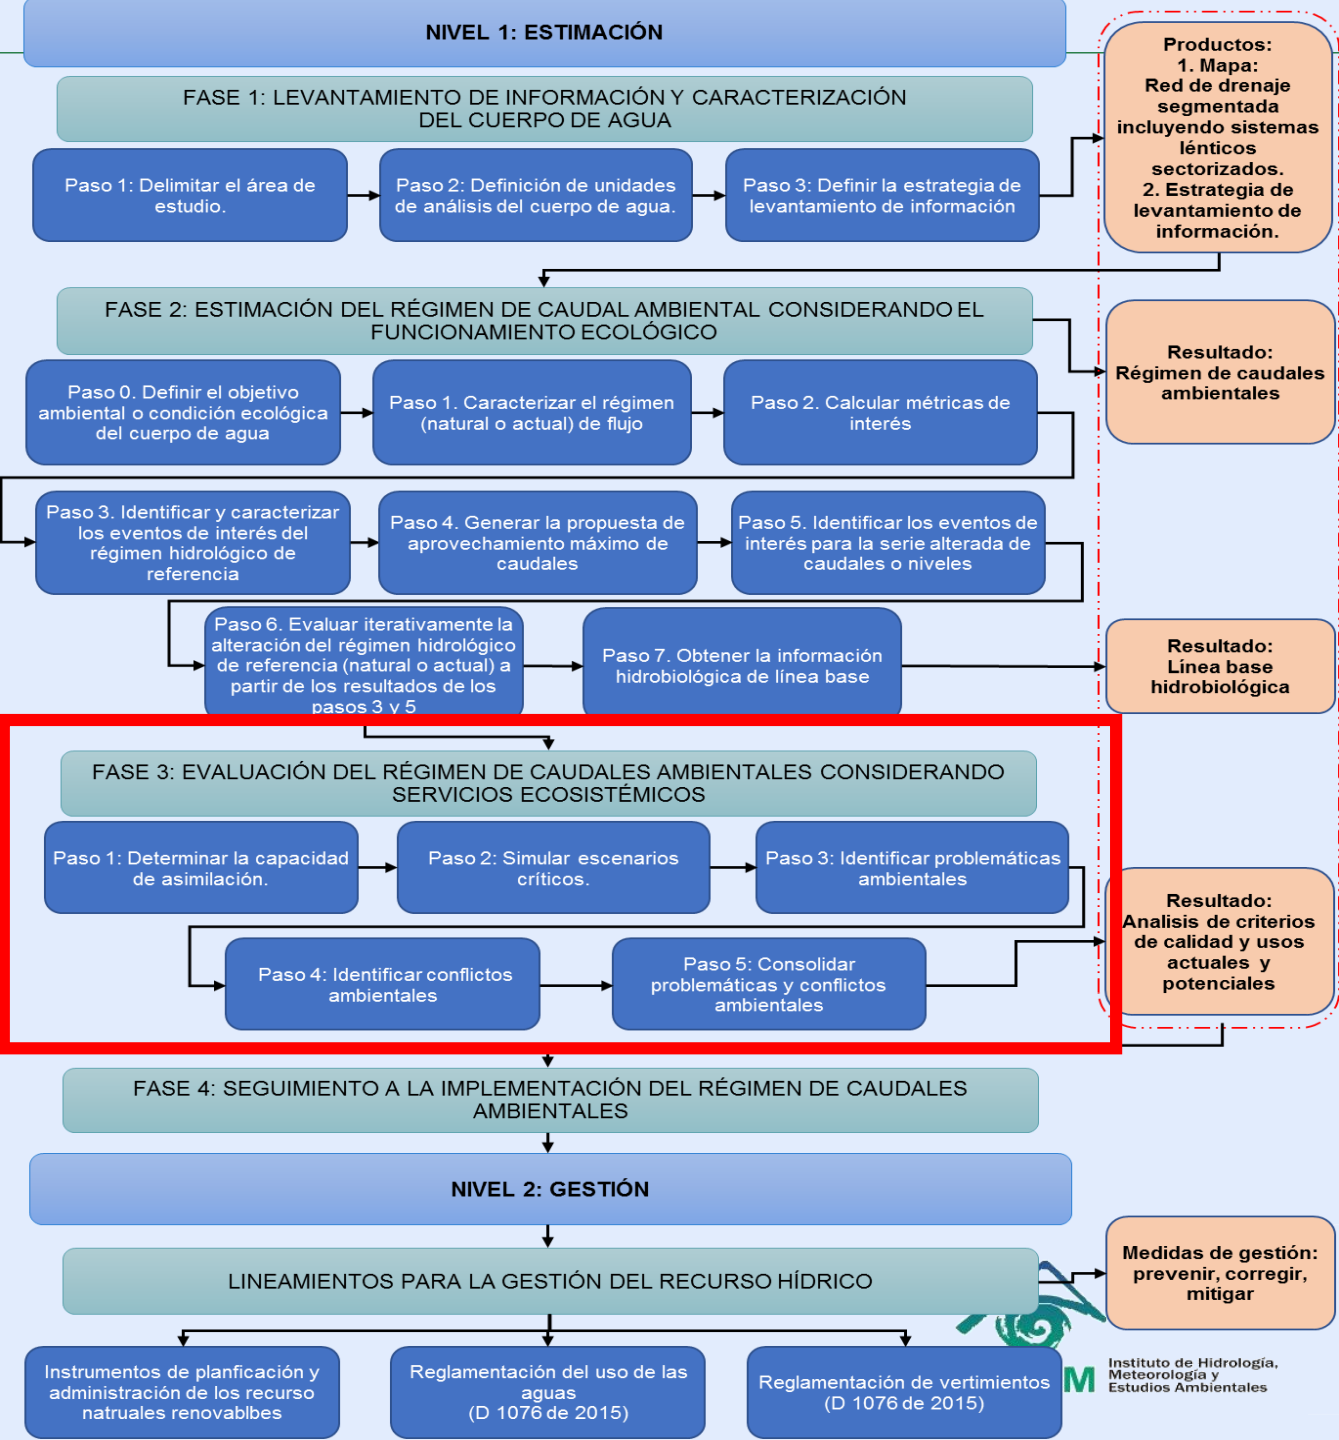 NIVEL 1: ESTIMACIÓN
FASE 1: LEVANTAMIENTO DE INFORMACIÓN Y CARACTERIZACIÓN
DEL CUERPO DE AGUA
Paso 1: Delimitar el área de
estudio.
Paso 2: Definición de unidades
de análisis del cuerpo de agua.
Paso 3: Definir la estrategia de
levantamiento de información
Productos:
1. Mapa:
Red de drenaje
segmentada
incluyendo sistemas
lénticos
sectorizados.
2. Estrategia de
levantamiento de
información.
FASE 2: ESTIMACIÓN DEL RÉGIMEN DE CAUDAL AMBIENTAL CONSIDERANDO EL
FUNCIONAMIENTO ECOLÓGICO
Resultado:
Régimen de caudales
ambientales
Paso 0. Definir el objetivo
ambiental o condición ecológica
del cuerpo de agua
Paso 1. Caracterizar el régimen
(natural o actual) de flujo
Paso 2. Calcular métricas de
interés
Paso 3. Identificar y caracterizar
los eventos de interés del
régimen hidrológico de
referencia
Paso 4. Generar la propuesta de
aprovechamiento máximo de
caudales
Paso 5. Identificar los eventos de
interés para la serie alterada de
caudales o niveles
Paso 6. Evaluar iterativamente la
alteración del régimen hidrológico
de referencia (natural o actual) a
partir de los resultados de los
pasos 3 y 5
Paso 7. Obtener la información
hidrobiológica de línea base
Resultado:
Línea base
hidrobiológica
FASE 3: EVALUACIÓN DEL RÉGIMEN DE CAUDALES AMBIENTALES CONSIDERANDO
SERVICIOS ECOSISTÉMICOS
Paso 1: Determinar la capacidad
de asimilación.
Paso 2: Simular escenarios
críticos.
Paso 3: Identificar problemáticas
ambientales
Paso 4: Identificar conflictos
ambientales
Paso 5: Consolidar
problemáticas y conflictos
ambientales
Resultado:
Analisis de criterios
de calidad y usos
actuales y
potenciales
FASE 4: SEGUIMIENTO A LA IMPLEMENTACIÓN DEL RÉGIMEN DE CAUDALES
AMBIENTALES
NIVEL 2: GESTIÓN
LINEAMIENTOS PARA LA GESTIÓN DEL RECURSO HÍDRICO
Medidas de gestión:
prevenir, corregir,
mitigar
Instrumentos de planficación y
administración de los recurso
natruales renovablbes
Reglamentación del uso de las
aguas
(D 1076 de 2015)
Reglamentación de vertimientos
(D 1076 de 2015)
M
Instituto de Hidrología,
Meteorología y
Estudios Ambientales